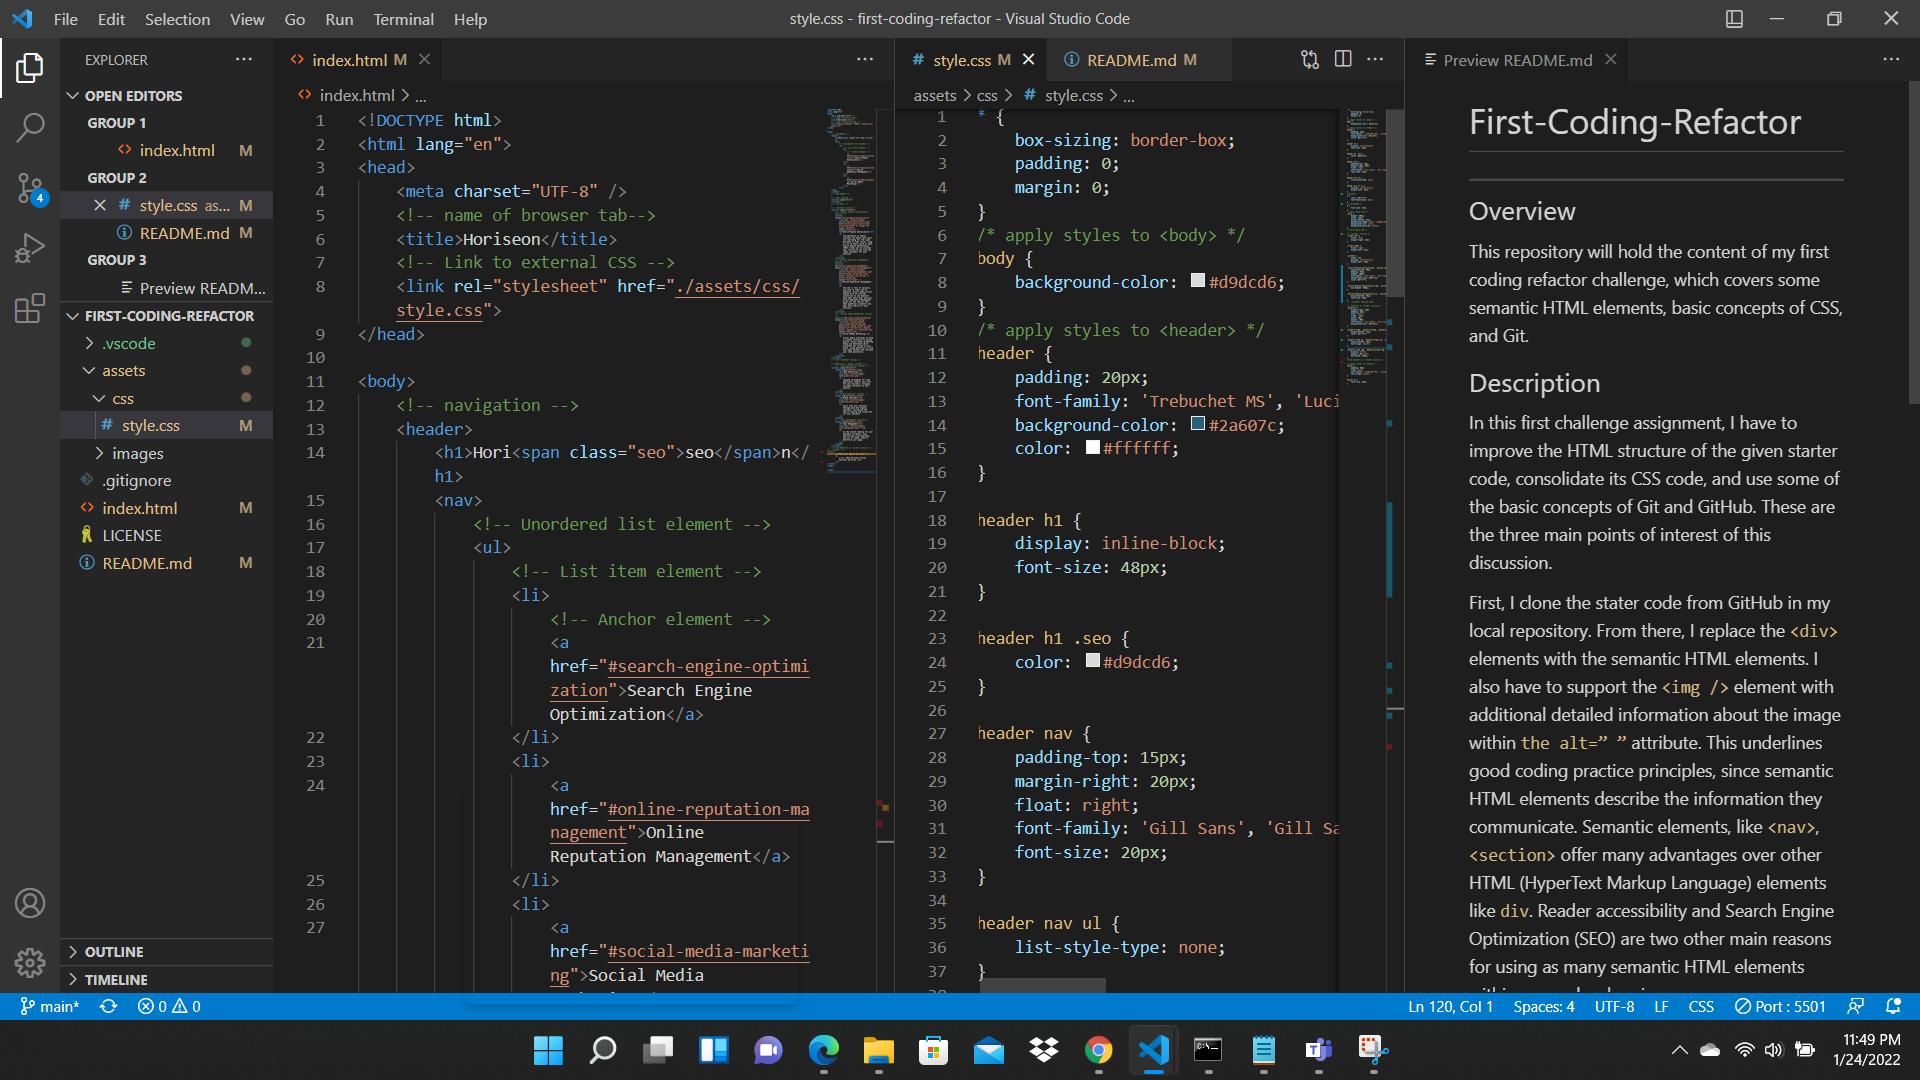 File Edit Selection View Go Run Terminal Help
style.css - first-coding-refactor - Visual Studio Code
EXPLORER
OPEN EDITORS
GROUP 1
index.html M
GROUP 2
style.css as... M
README.md M
GROUP 3
Preview READM...
FIRST-CODING-REFACTOR
.vscode
assets
css
style.css M
images
.gitignore
index.html M
LICENSE
README.md M
OUTLINE
TIMELINE
4
index.html M
index.html > ...
1 <!DOCTYPE html>
2 <html lang="en">
3 <head>
4 <meta charset="UTF-8" />
5 <!-- name of browser tab-->
6 <title>Horiseon</title>
7 <!-- Link to external CSS -->
8 <link rel="stylesheet" href="./assets/css/
style.css">
9 </head>
10
11 <body>
12 <!-- navigation -->
13 <header>
14 <h1>Hori<span class="seo">seo</span>n</
h1>
15 <nav>
16 <!-- Unordered list element -->
17 <ul>
18 <!-- List item element -->
19 <li>
20 <!-- Anchor element -->
21 <a
href="#search-engine-optimi
zation">Search Engine
Optimization</a>
22 </li>
23 <li>
24 <a
href="#online-reputation-ma
nagement">Online
Reputation Management</a>
25 </li>
26 <li>
27 <a
href="#social-media-marketi
ng">Social Media
style.css M README.md M
assets > css > # style.css > ...
1 * {
2 box-sizing: border-box;
3 padding: 0;
4 margin: 0;
5 }
6 /* apply styles to <body> */
7 body {
8 background-color: #d9dcd6;
9 }
10 /* apply styles to <header> */
11 header {
12 padding: 20px;
13 font-family: 'Trebuchet MS', 'Luci
14 background-color: #2a607c;
15 color: #ffffff;
16 }
17
18 header h1 {
19 display: inline-block;
20 font-size: 48px;
21 }
22
23 header h1 .seo {
24 color: #d9dcd6;
25 }
26
27 header nav {
28 padding-top: 15px;
29 margin-right: 20px;
30 float: right;
31 font-family: 'Gill Sans', 'Gill Sa
32 font-size: 20px;
33 }
34
35 header nav ul {
36 list-style-type: none;
37 }
Preview README.md
First-Coding-Refactor
Overview
This repository will hold the content of my first
coding refactor challenge, which covers some
semantic HTML elements, basic concepts of CSS,
and Git.
Description
In this first challenge assignment, I have to
improve the HTML structure of the given starter
code, consolidate its CSS code, and use some of
the basic concepts of Git and GitHub. These are
the three main points of interest of this
discussion.
First, I clone the stater code from GitHub in my
local repository. From there, I replace the <div>
elements with the semantic HTML elements. I
also have to support the <img /> element with
additional detailed information about the image
within the alt=” ” attribute. This underlines
good coding practice principles, since semantic
HTML elements describe the information they
communicate. Semantic elements, like <nav>,
<section> offer many advantages over other
HTML (HyperText Markup Language) elements
like div. Reader accessibility and Search Engine
Optimization (SEO) are two other main reasons
for using as many semantic HTML elements
main* 0 0
Ln 120, Col 1 Spaces: 4 UTF-8 LF CSS Port : 5501
11:49 PM
1/24/2022